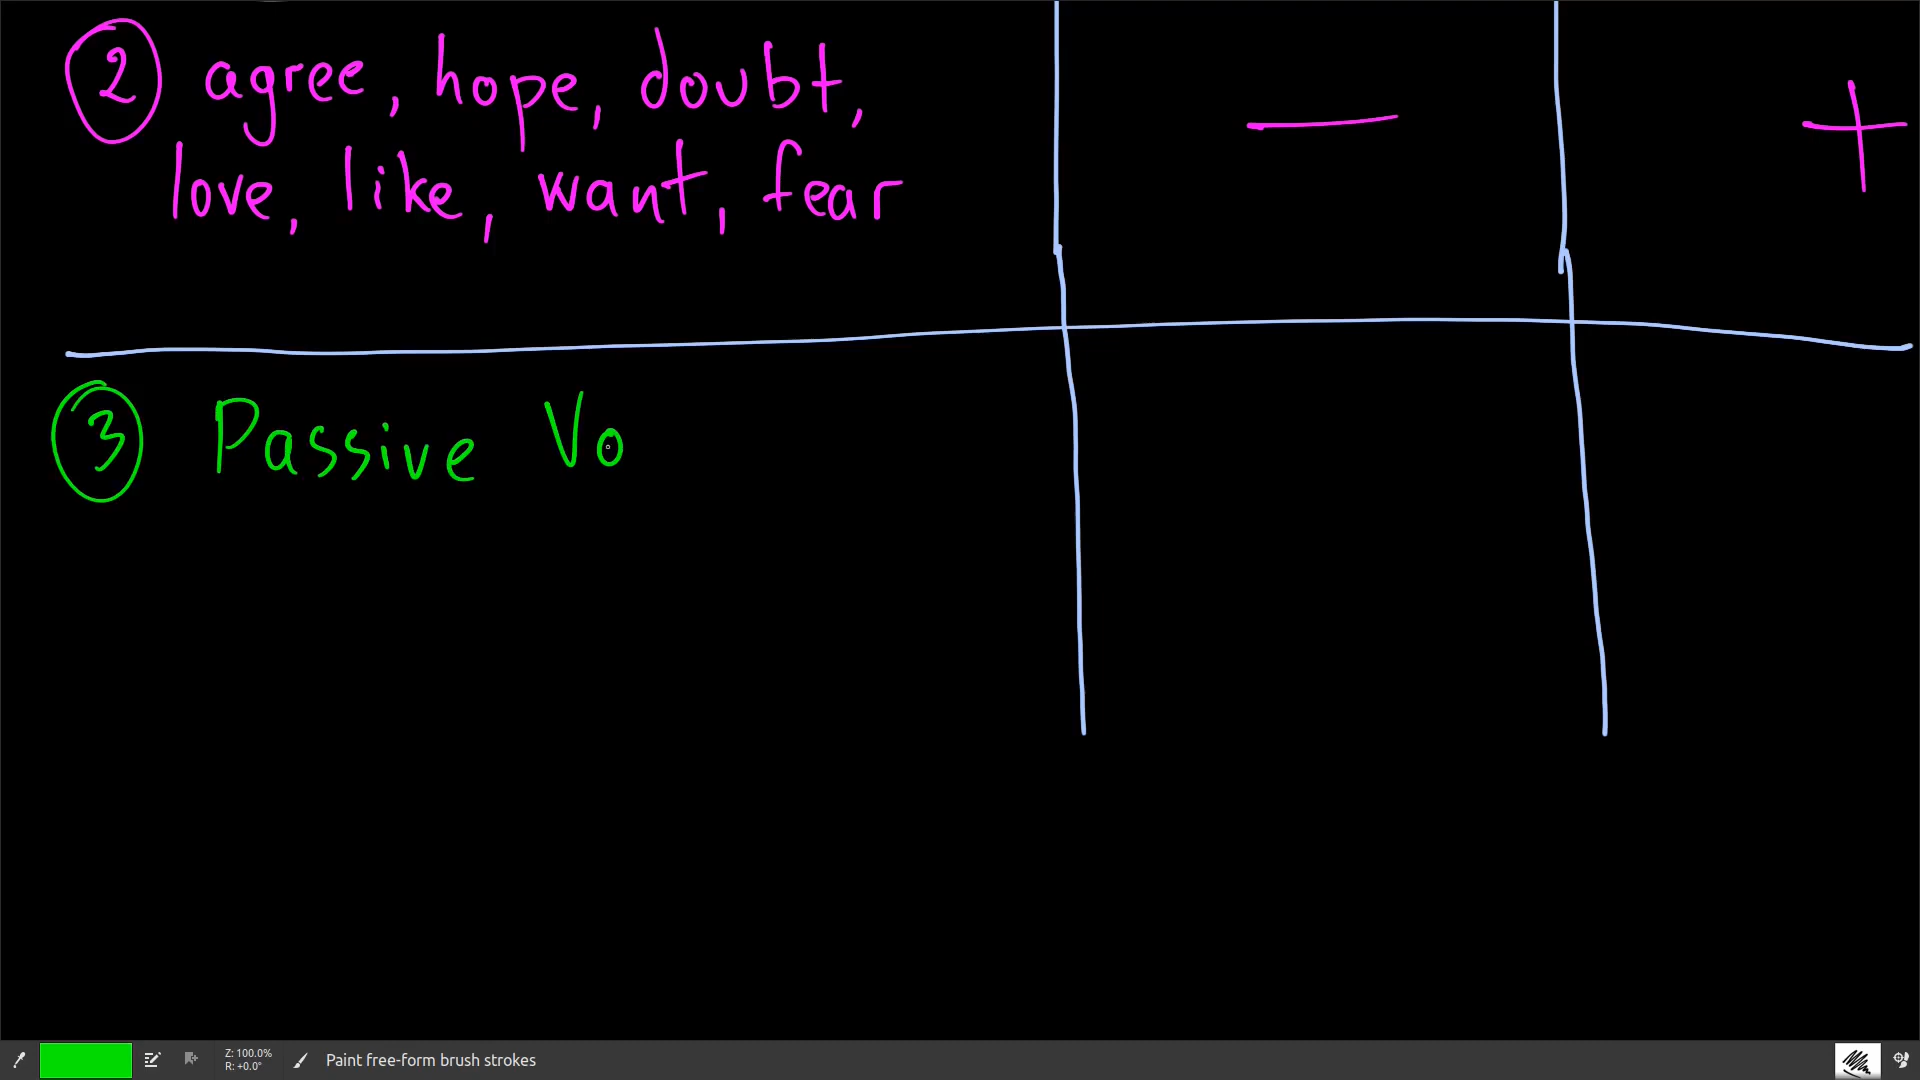 2 agree, hope, doubt,
love, like, want, fear
— +
3 Passive Vo
Z: 100.0%
R: +0.0°
Paint free-form brush strokes